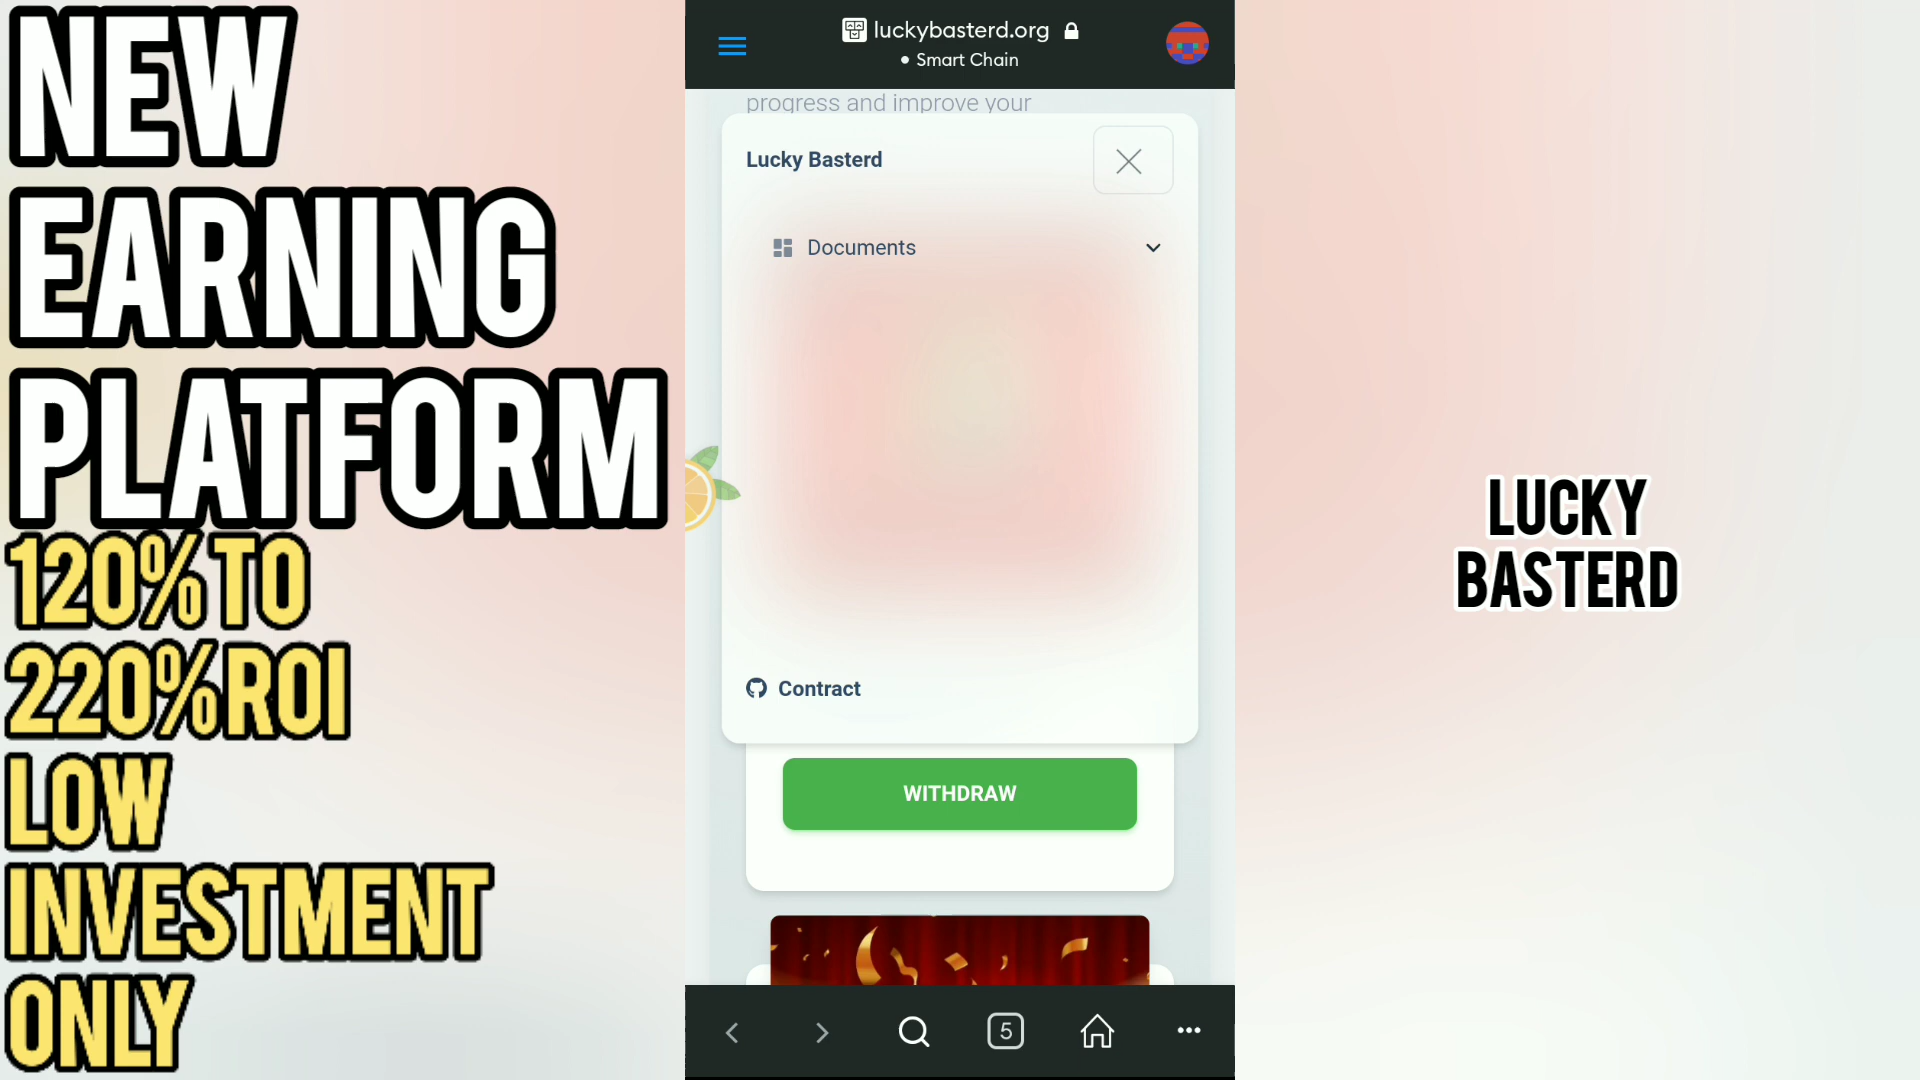 NEW
EARNING
PLATFORM
120% TO
220% ROI
LOW
INVESTMENT
ONLY
luckybasterd.org
Smart Chain
progress and improve your
Lucky Basterd
Documents
Contract
WITHDRAW
5
LUCKY
BASTERD